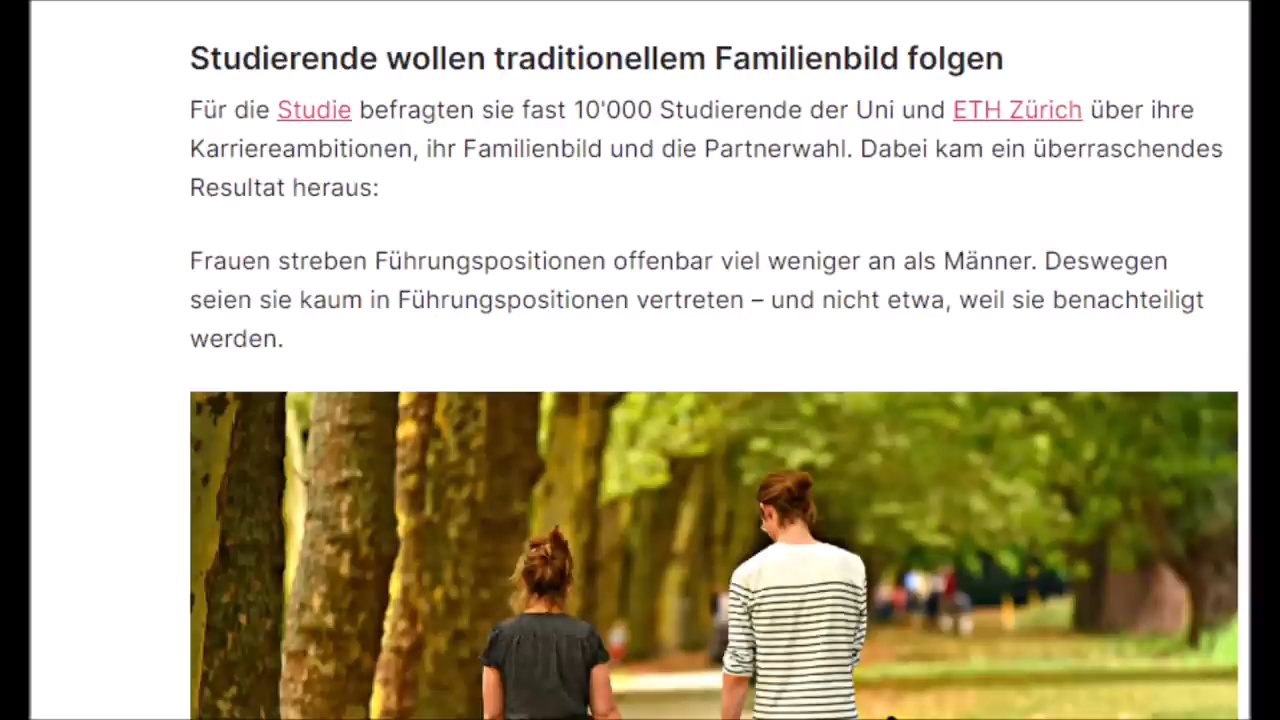 Studierende wollen traditionellem Familienbild folgen
Für die Studie befragten sie fast 10'000 Studierende der Uni und ETH Zürich über ihre
Karriereambitionen, ihr Familienbild und die Partnerwahl. Dabei kam ein überraschendes
Resultat heraus:
Frauen streben Führungspositionen offenbar viel weniger an als Männer. Deswegen
seien sie kaum in Führungspositionen vertreten – und nicht etwa, weil sie benachteiligt
werden.